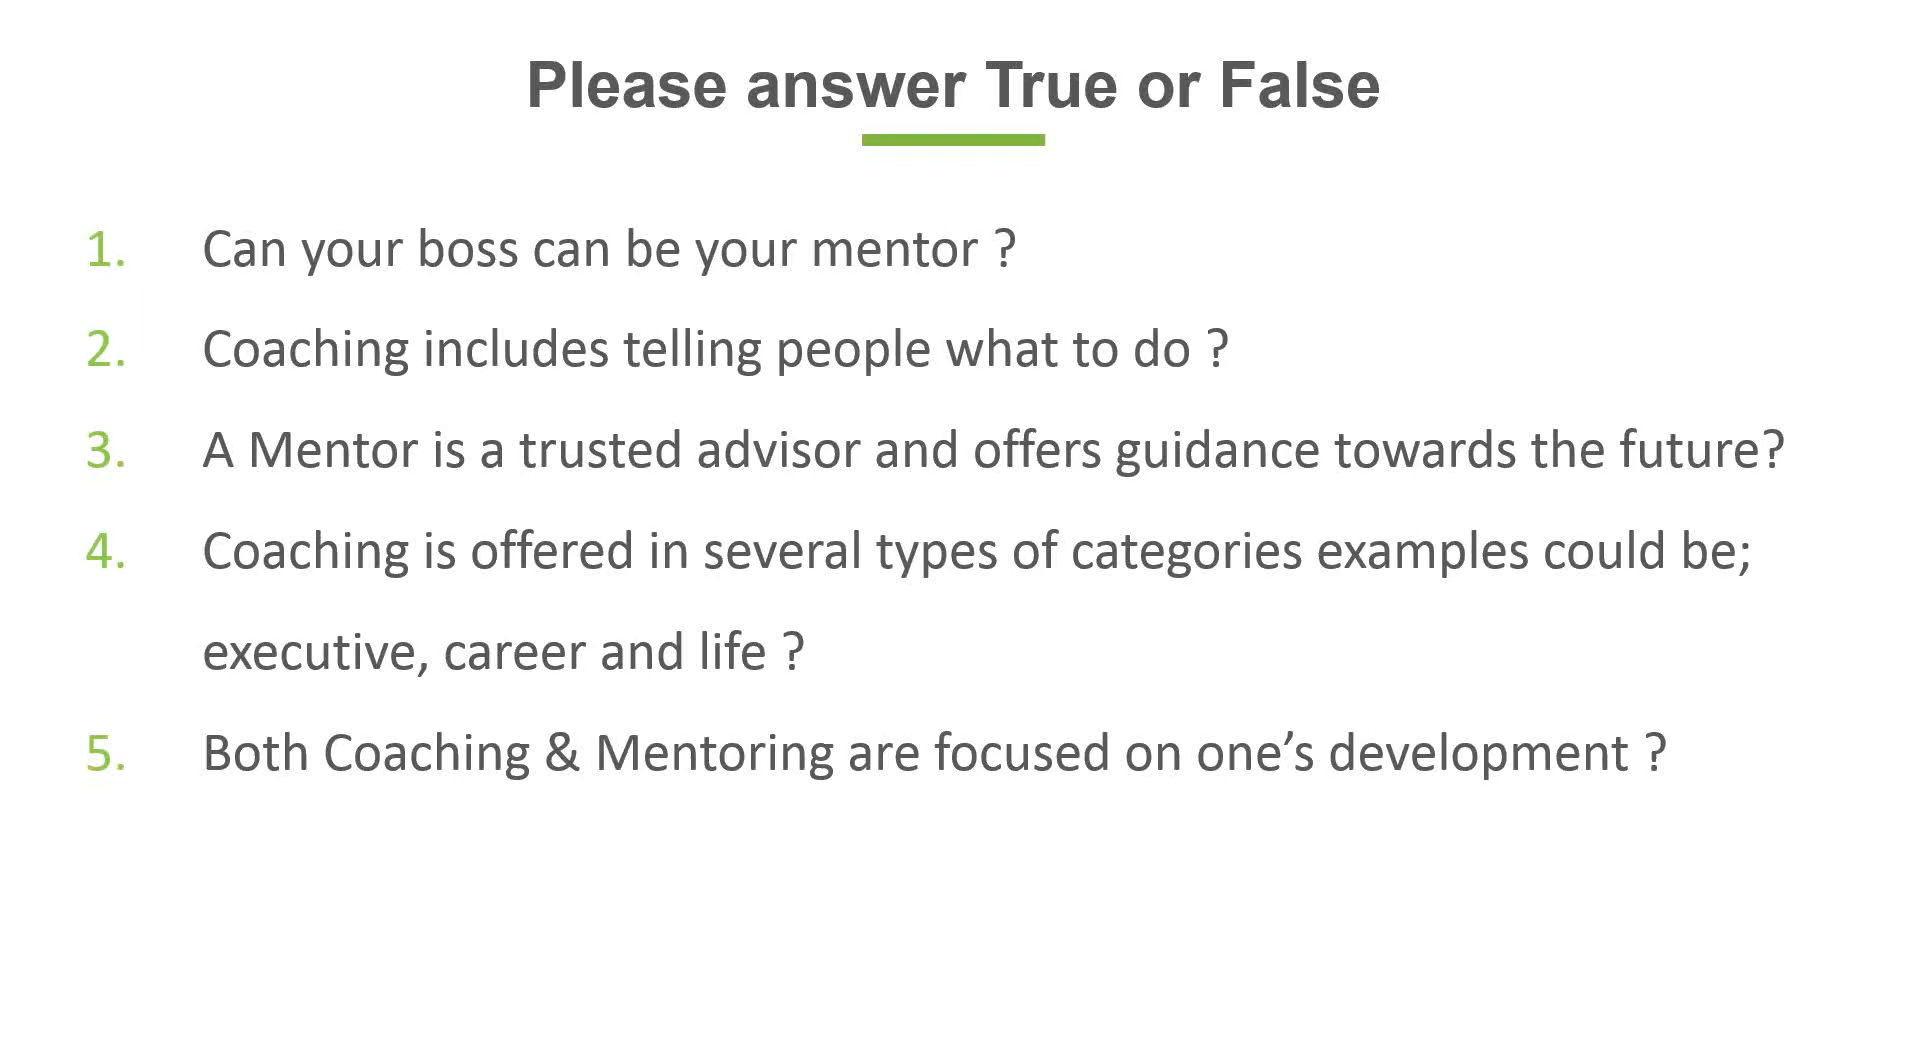 Please answer True or False
1. Can your boss can be your mentor ?
2. Coaching includes telling people what to do ?
3. A Mentor is a trusted advisor and offers guidance towards the future?
4. Coaching is offered in several types of categories examples could be;
executive, career and life ?
5. Both Coaching & Mentoring are focused on one’s development ?